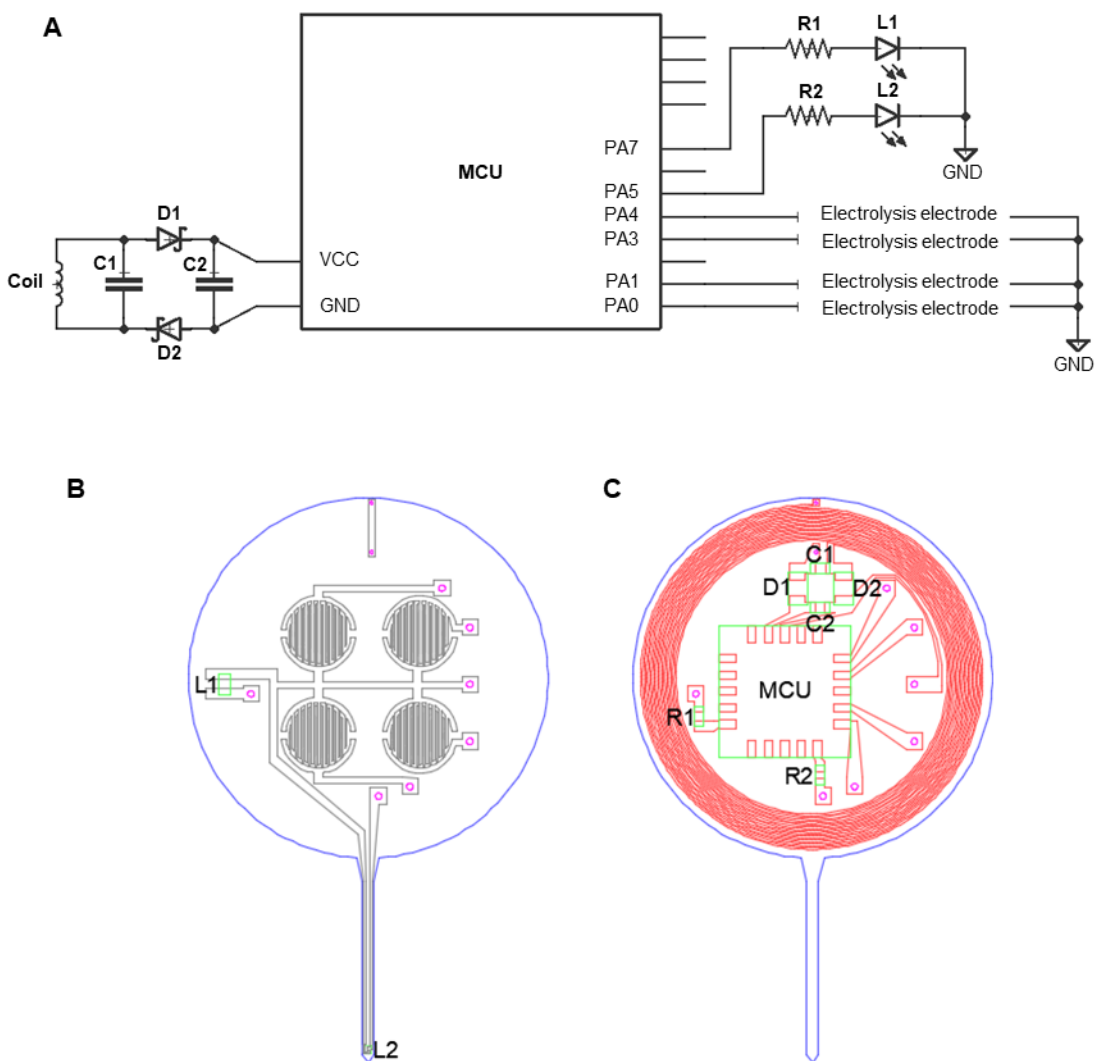 A
R1
L1
R2
L2
PA7
MCU
GND
PA5
PA4
Electrolysis electrode
D1
PA3
Electrolysis electrode
C1
C2
VCC
Coil
PA1
Electrolysis electrode
GND
PA0
Electrolysis electrode
D2
GND
B
C
C1
D1
D2
C2
L1
MCU
R1
R2
L2